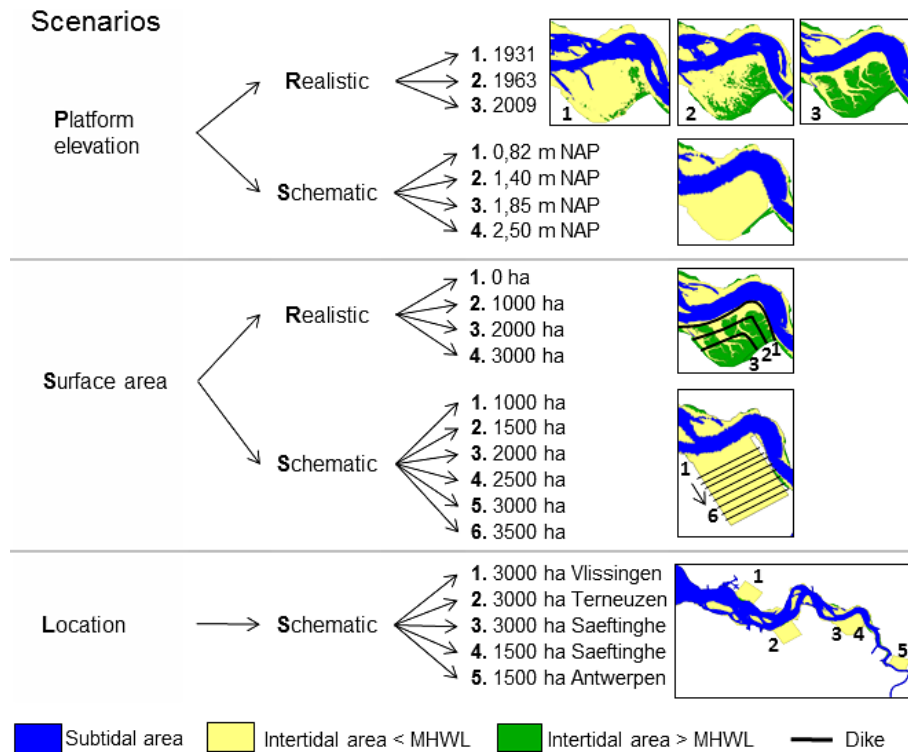 Scenarios
Platform
elevation
Realistic
1. 1931
2. 1963
3. 2009
1
2
3
Schematic
1. 0,82 m NAP
2. 1,40 m NAP
3. 1,85 m NAP
4. 2,50 m NAP
Surface area
Realistic
1. 0 ha
2. 1000 ha
3. 2000 ha
4. 3000 ha
3 2 1
Schematic
1. 1000 ha
2. 1500 ha
3. 2000 ha
4. 2500 ha
5. 3000 ha
6. 3500 ha
1
6
Location
Schematic
1. 3000 ha Vlissingen
2. 3000 ha Terneuzen
3. 3000 ha Saeftinghe
4. 1500 ha Saeftinghe
5. 1500 ha Antwerpen
1
2
3 4
5
Subtidal area
Intertidal area < MHWL
Intertidal area > MHWL
Dike